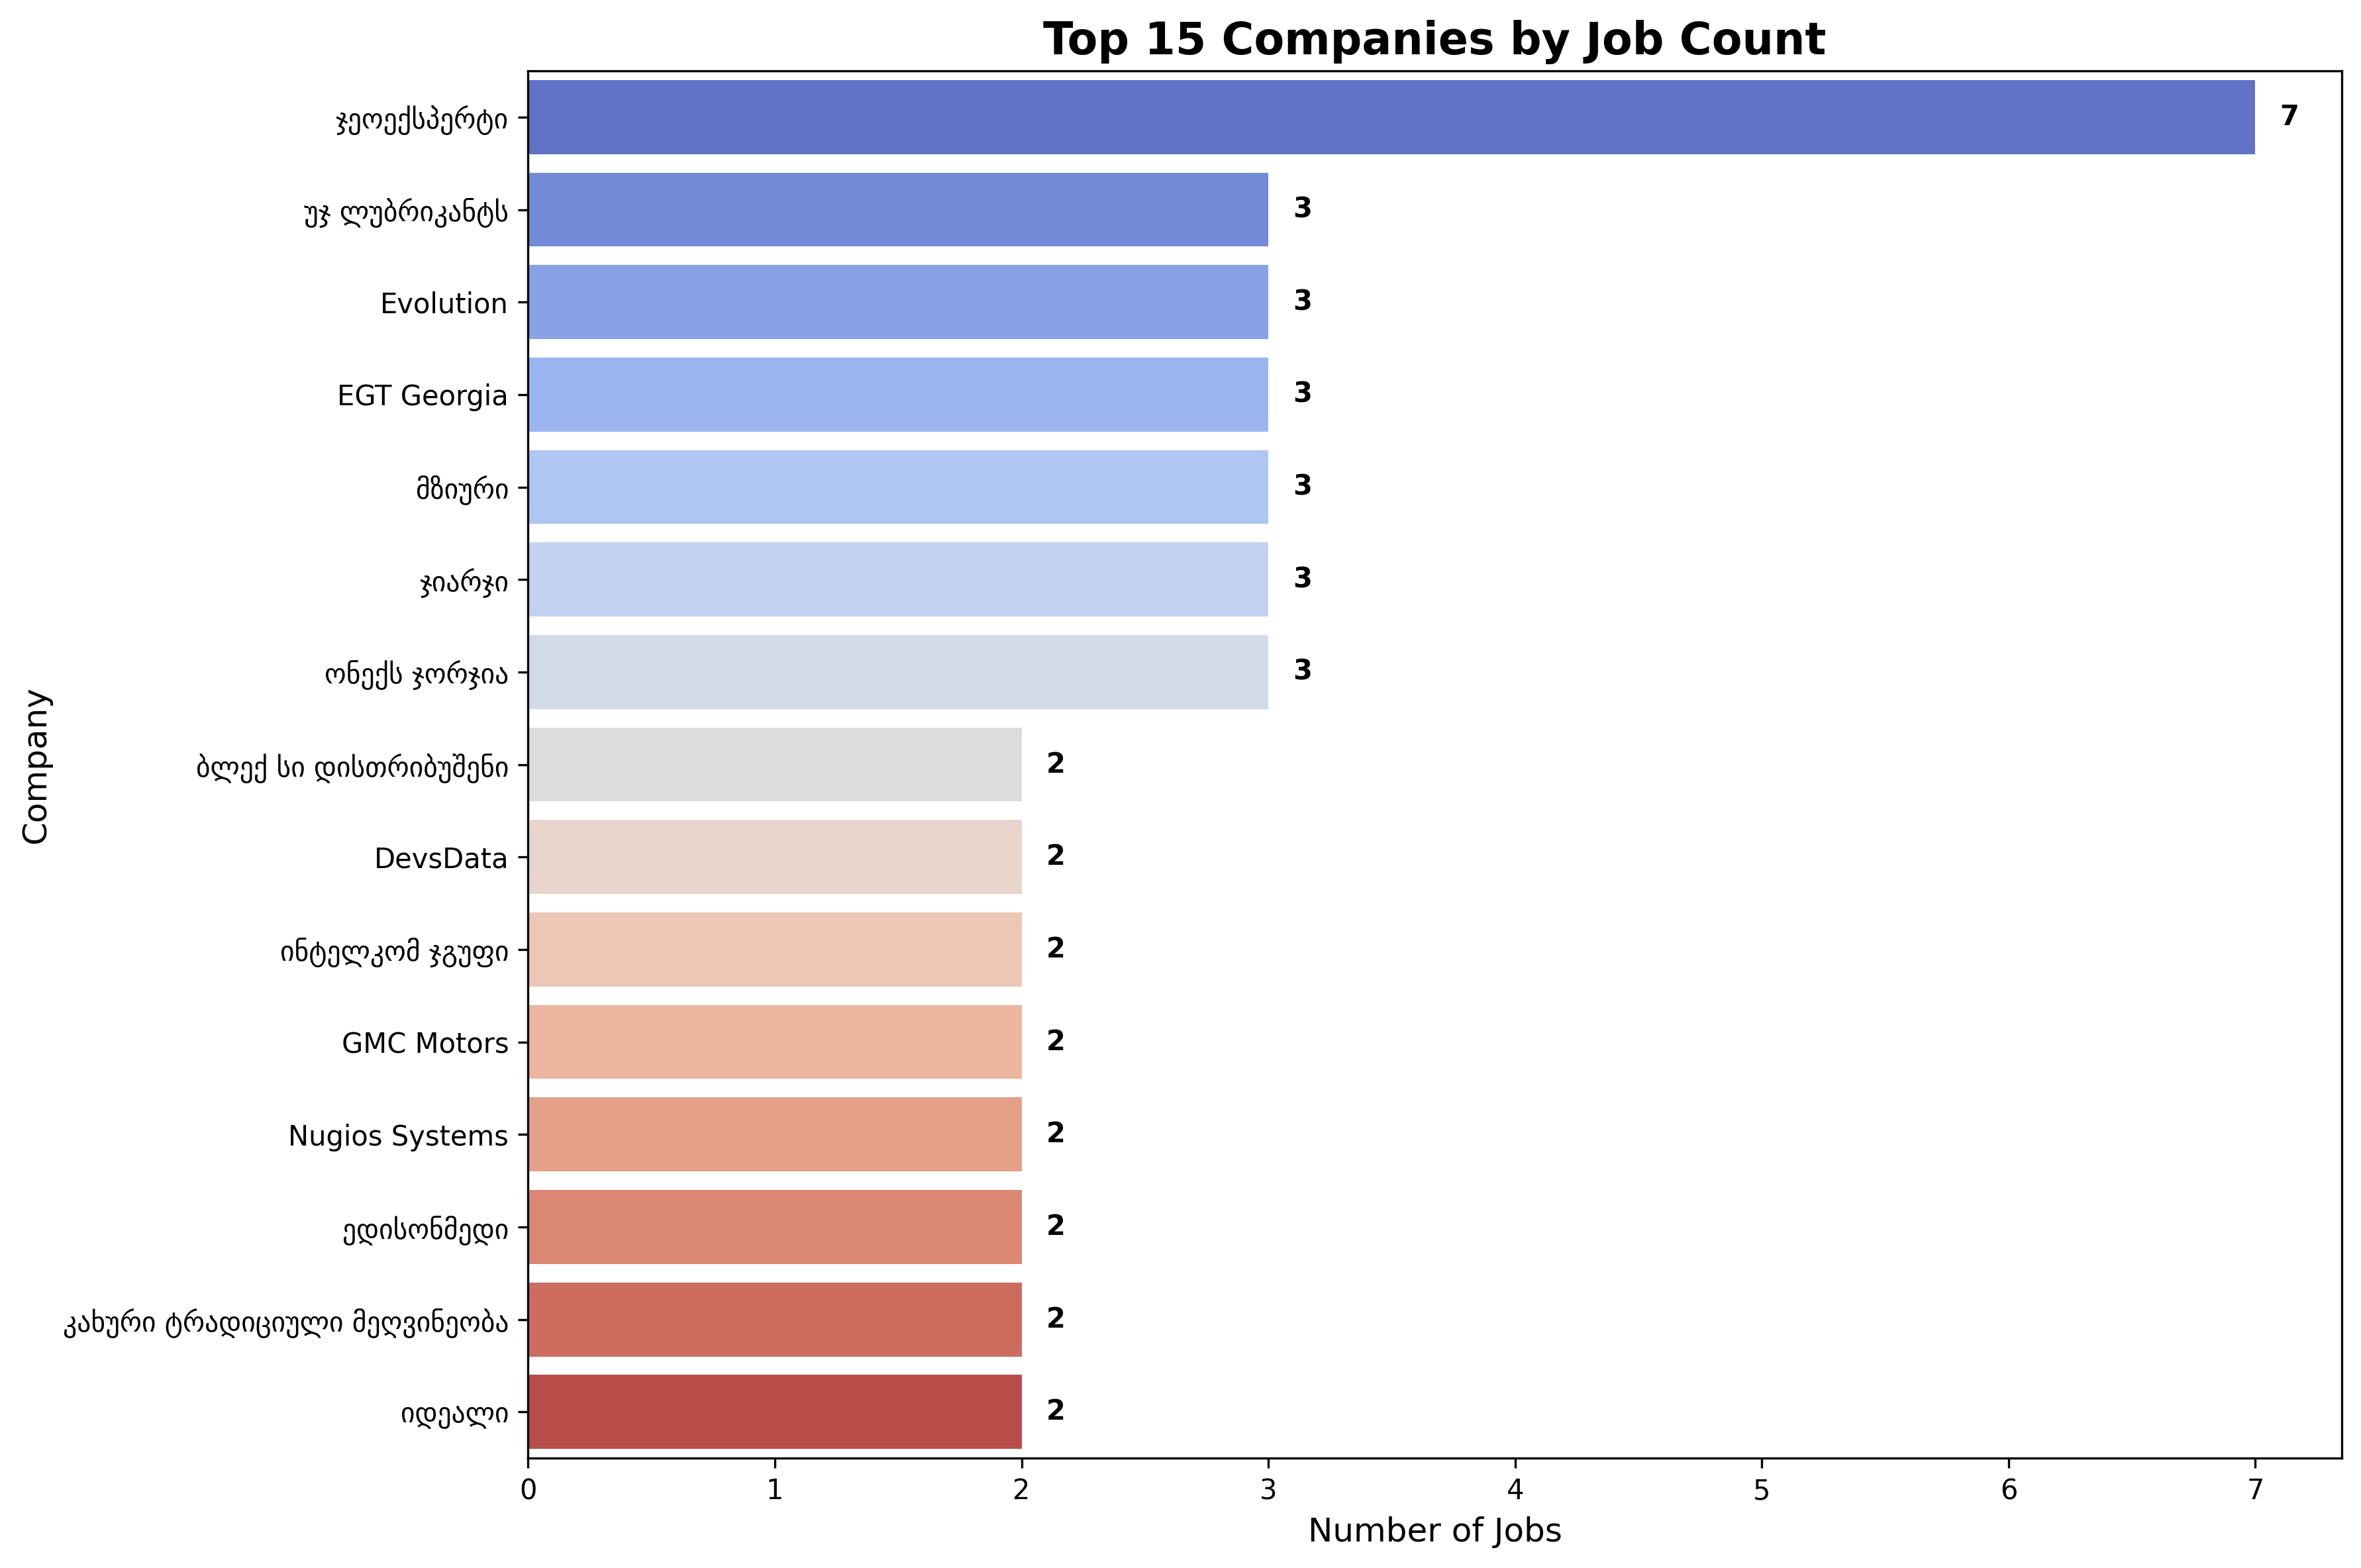 Top 15 Companies by Job Count
Company
ჯეოექსპერტი 7
უჯ ლუბრიკანტს 3
Evolution 3
EGT Georgia 3
მზიური 3
ჯიარჯი 3
ონექს ჯორჯია 3
ბლექ სი დისთრიბუშენი 2
DevsData 2
ინტელკომ ჯგუფი 2
GMC Motors 2
Nugios Systems 2
ედისონმედი 2
კახური ტრადიციული მეღვინეობა 2
იდეალი 2
0 1 2 3 4 5 6 7
Number of Jobs